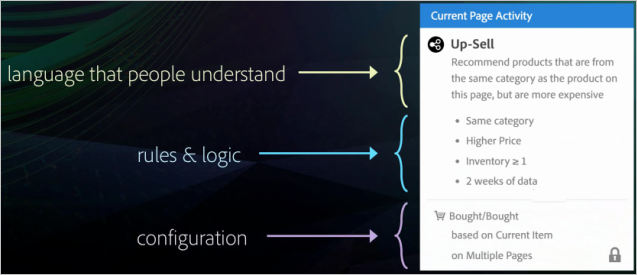 Current Page Activity
Up-Sell
language that people understand
Recommend products that are from
the same category as the product on
this page, but are more expensive
• Same category
• Higher Price
• Inventory ≥ 1
• 2 weeks of data
rules & logic
Bought/Bought
based on Current Item
on Multiple Pages
configuration